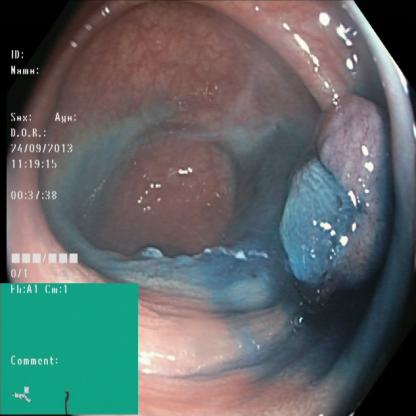 ID:
Name:
Sex: Age:
D.O.B.:
24/09/2013
11:19:15
00:37:38
■■■/■■■
0/1
Eh:A1 Cm:1
Comment: